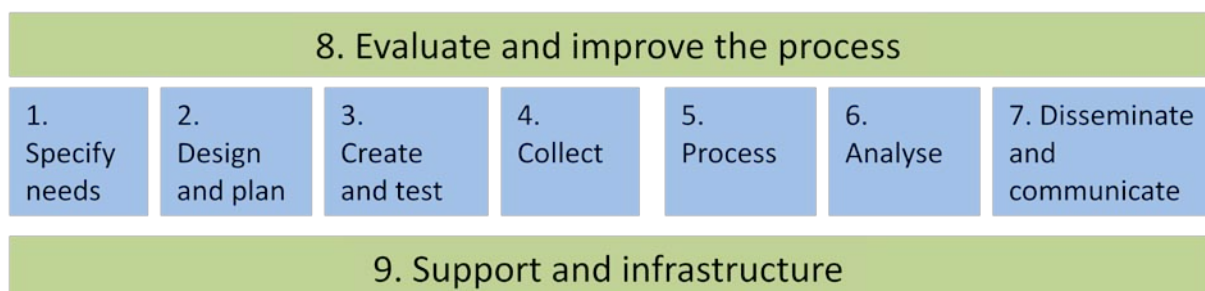 8. Evaluate and improve the process
1.
Specify
needs
2.
Design
and plan
3.
Create
and test
4.
Collect
5.
Process
6.
Analyse
7. Disseminate
and
communicate
9. Support and infrastructure